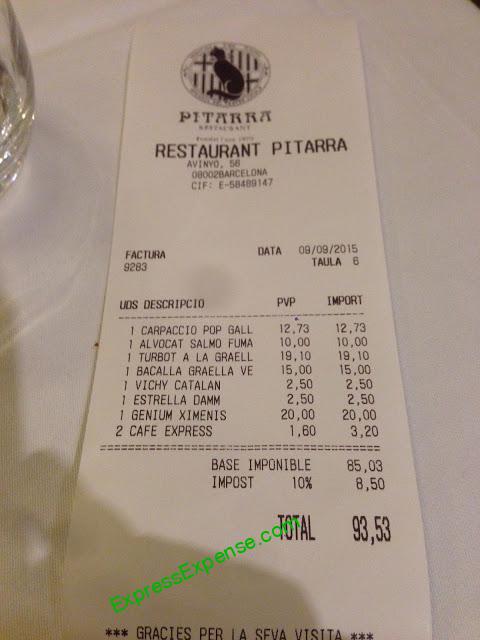 PITARRA
RESTAURANT
RESTAURANT PITARRA
AVINYO, 56
08002BARCELONA
CIF: E-58489147
FACTURA DATA 09/09/2015
9283 TAULA 6
UDS DESCRIPCIO PVP IMPORT
1 CARPACCIO POP GALL 12,73 12,73
1 ALVOCAT SALMO FUMA 10,00 10,00
1 TURBOT A LA GRAELL 19,10 19,10
1 BACALLA GRAELLA VE 15,00 15,00
1 VICHY CATALAN 2,50 2,50
1 ESTRELLA DAMM 2,50 2,50
1 GENIUM XIMENIS 20,00 20,00
2 CAFE EXPRESS 1,60 3,20
BASE IMPONIBLE 85,03
IMPOST 10% 8,50
TOTAL 93,53
ExpressExpense.com
*** GRACIES PER LA SEVA VISITA ***